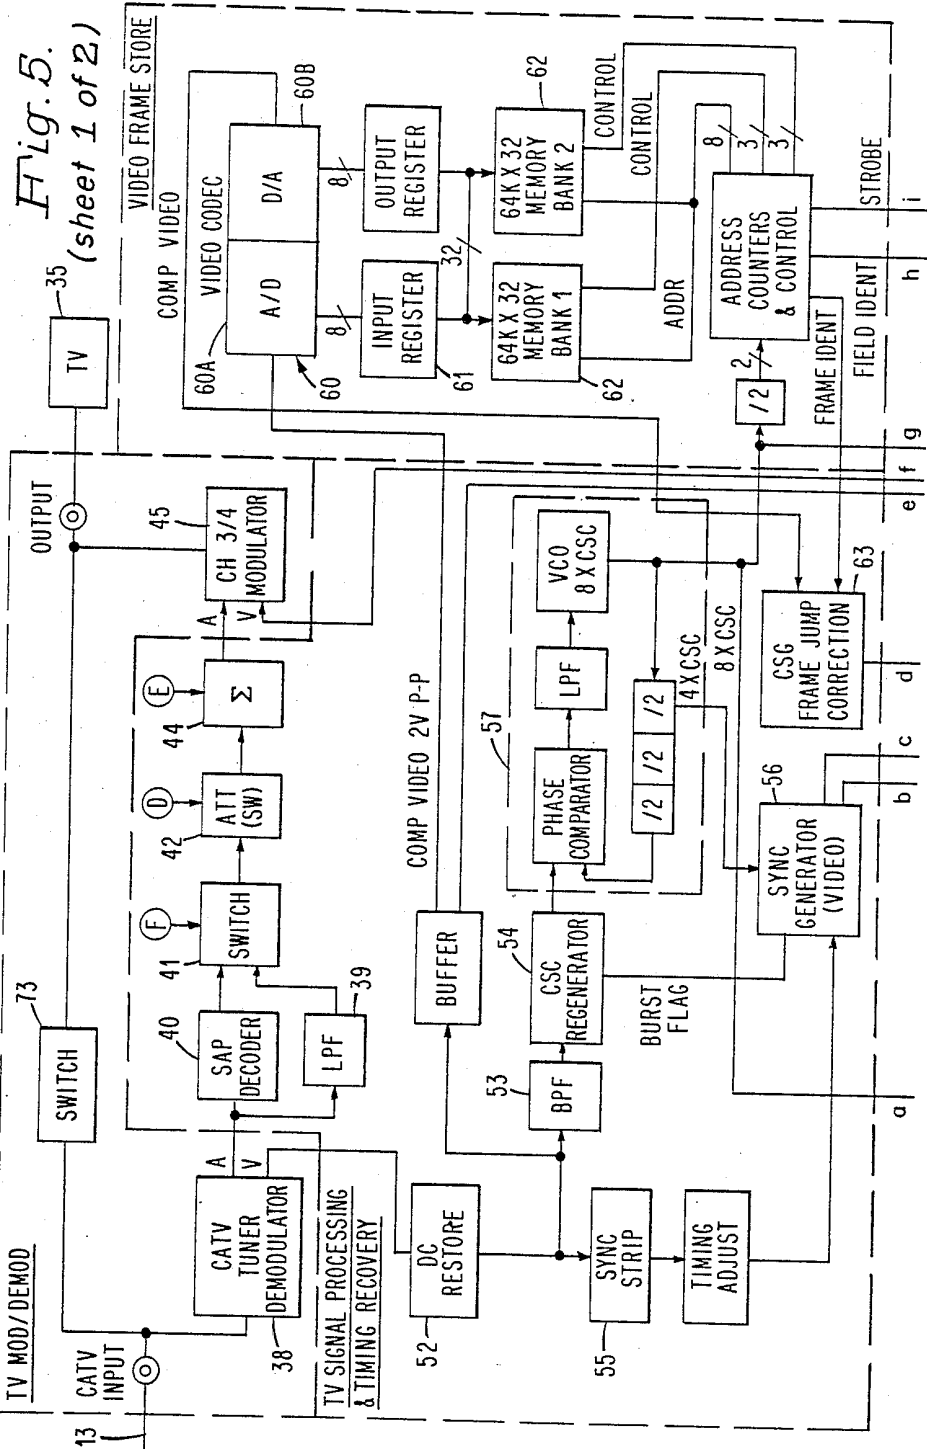 Fig. 5.
(sheet 1 of 2)
TV MOD/DEMOD
CATV
INPUT
13
73
SWITCH
OUTPUT
35
TV
CATV
TUNER
DEMODULATOR
38
A
V
40
SAP
DECODER
LPF
39
F
41
SWITCH
D
42
ATT
(SW)
E
44
Σ
A
V
45
CH 3/4
MODULATOR
TV SIGNAL PROCESSING
& TIMING RECOVERY
52
DC
RESTORE
55
SYNC
STRIP
TIMING
ADJUST
53
BPF
54
CSC
REGENERATOR
BURST
FLAG
BUFFER
COMP VIDEO 2V P-P
57
PHASE
COMPARATOR
LPF
VCO
8 X CSC
/2
/2
/2
4 X CSC
8 X CSC
56
SYNC
GENERATOR
(VIDEO)
CSG
FRAME JUMP
CORRECTION
63
VIDEO FRAME STORE
COMP VIDEO
VIDEO CODEC
60A
A/D
D/A
60B
60
8
8
INPUT
REGISTER
61
OUTPUT
REGISTER
32
64K X 32
MEMORY
BANK 1
62
64K X 32
MEMORY
BANK 2
62
CONTROL
CONTROL
ADDR
/2
2
ADDRESS
COUNTERS
& CONTROL
8
3
3
FRAME IDENT
FIELD IDENT
STROBE
a
b
c
d
e
f
g
h
i